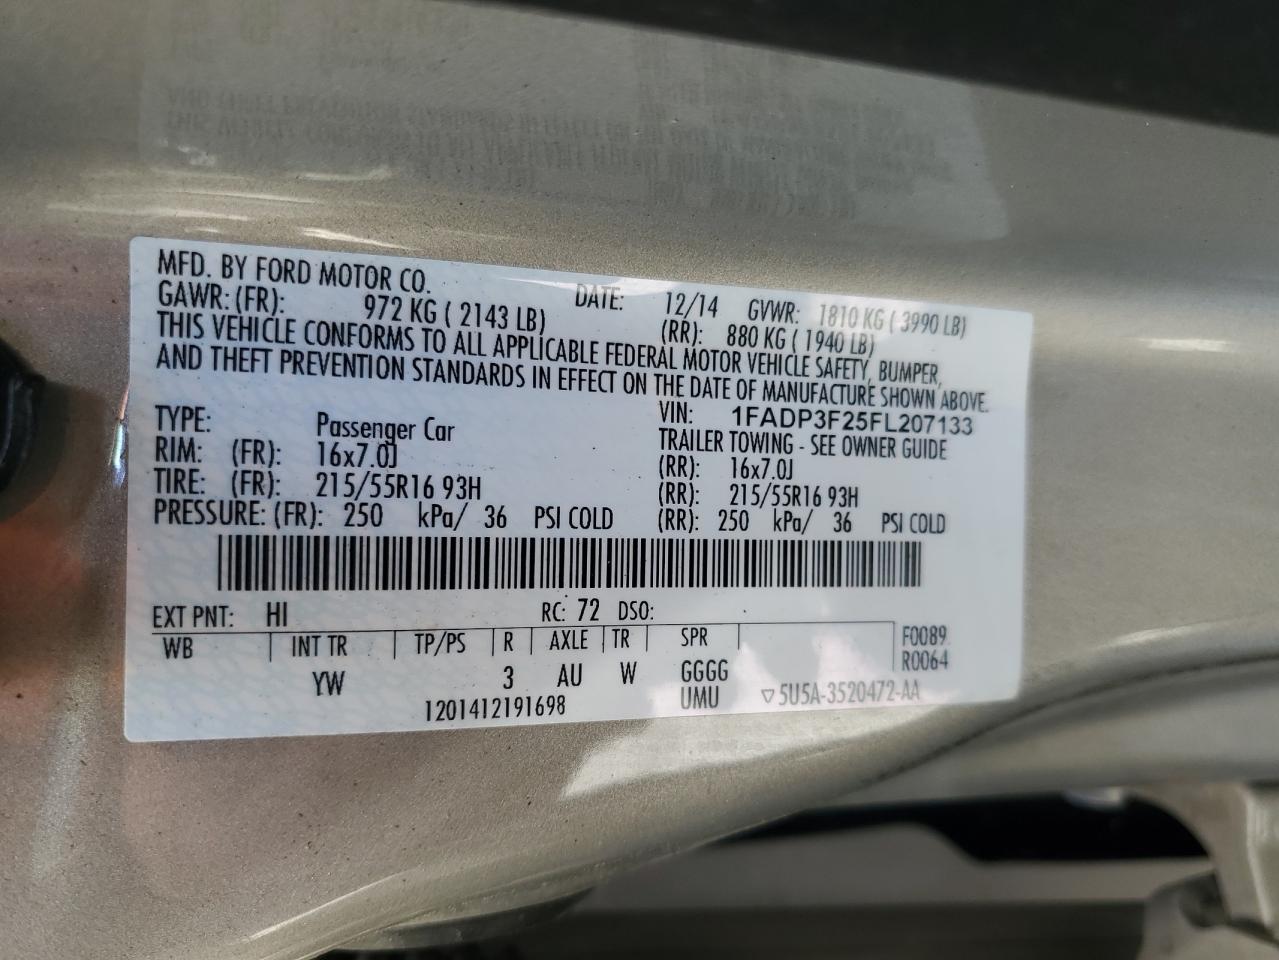 MFD. BY FORD MOTOR CO. DATE: 12/14 GVWR: 1810 KG ( 3990 LB)
GAWR: (FR): 972 KG ( 2143 LB) (RR): 880 KG ( 1940 LB)
THIS VEHICLE CONFORMS TO ALL APPLICABLE FEDERAL MOTOR VEHICLE SAFETY, BUMPER,
AND THEFT PREVENTION STANDARDS IN EFFECT ON THE DATE OF MANUFACTURE SHOWN ABOVE.
VIN: 1FADP3F25FL207133
TYPE: Passenger Car TRAILER TOWING - SEE OWNER GUIDE
RIM: (FR): 16x7.0J (RR): 16x7.0J
TIRE: (FR): 215/55R16 93H (RR): 215/55R16 93H
PRESSURE: (FR): 250 kPa/ 36 PSI COLD (RR): 250 kPa/ 36 PSI COLD
EXT PNT: HI RC: 72 DSO:
WB INT TR TP/PS R AXLE TR SPR F0089
YW 3 AU W GGGG R0064
1201412191698 UMU ▽5U5A-3520472-AA